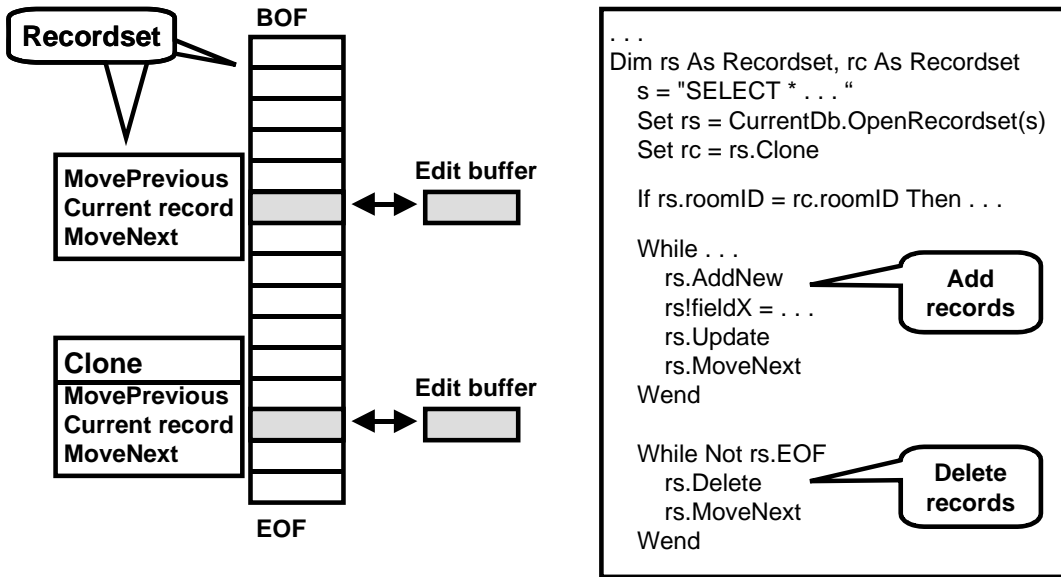 BOF
Recordset
MovePrevious
Current record
MoveNext
Edit buffer
Clone
MovePrevious
Current record
MoveNext
Edit buffer
EOF
. . .
Dim rs As Recordset, rc As Recordset
s = "SELECT * . . . “
Set rs = CurrentDb.OpenRecordset(s)
Set rc = rs.Clone
If rs.roomID = rc.roomID Then . . .
While . . .
rs.AddNew
rs!fieldX = . . .
rs.Update
rs.MoveNext
Wend
Add
records
While Not rs.EOF
rs.Delete
rs.MoveNext
Wend
Delete
records